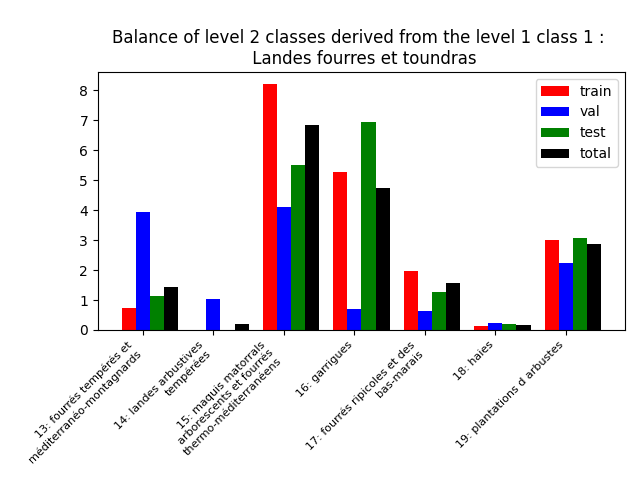 Balance of level 2 classes derived from the level 1 class 1 :
Landes fourres et toundras
8
7
6
5
4
3
2
1
0
train
val
test
total
13: fourrés tempérés et
méditerranéo-montagnards
14: landes arbustives
tempérées
15: maquis matorrals
arborescents et fourrés
thermo-méditerranéens
16: garrigues
17: fourrés ripicoles et des
bas-marais
18: haies
19: plantations d arbustes